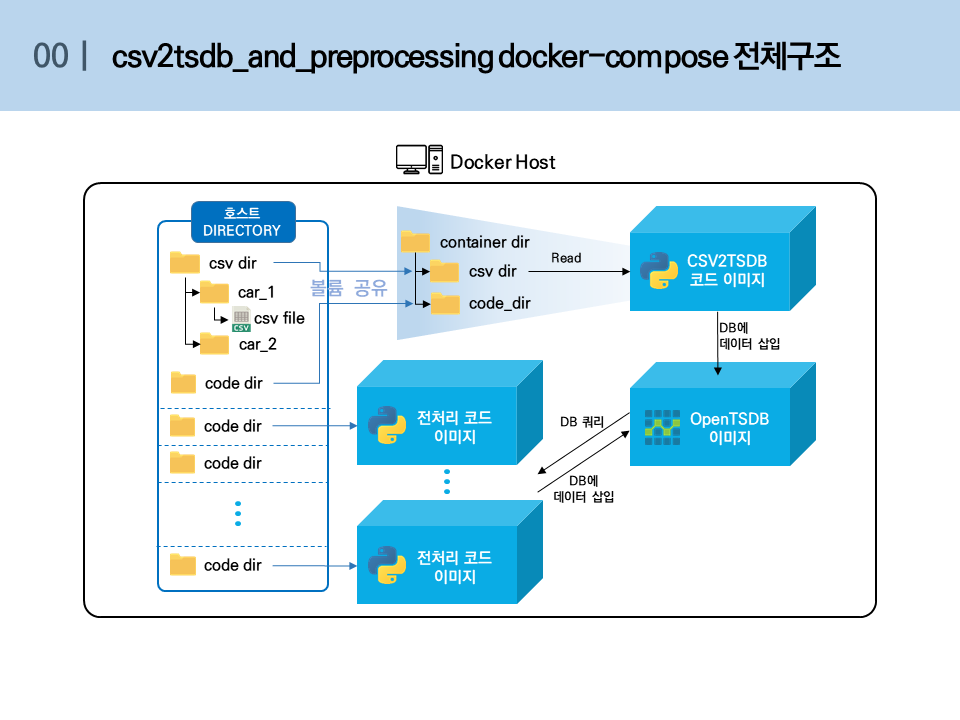 00 | csv2tsdb_and_preprocessing docker-compose 전체구조
Docker Host
호스트
DIRECTORY
csv dir
car_1
CSV
csv file
car_2
code dir
code dir
code dir
code dir
볼륨 공유
container dir
csv dir
code_dir
Read
CSV2TSDB
코드 이미지
DB에
데이터 삽입
OpenTSDB
이미지
DB 쿼리
DB에
데이터 삽입
전처리 코드
이미지
전처리 코드
이미지